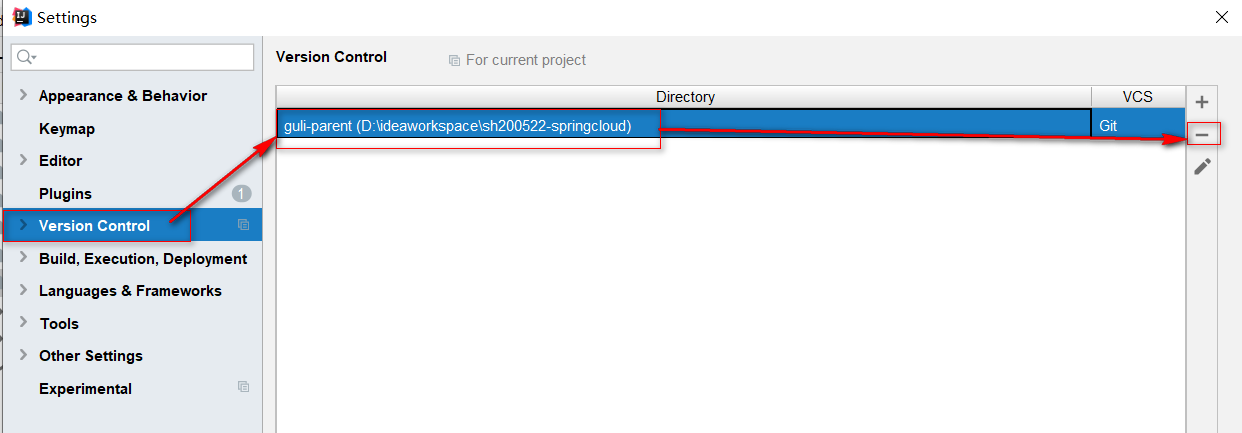 Settings
Version Control
For current project
Appearance & Behavior
Keymap
Editor
Plugins
1
Version Control
Build, Execution, Deployment
Languages & Frameworks
Tools
Other Settings
Experimental
Directory
VCS
guli-parent (D:\ideaworkspace\sh200522-springcloud)
Git